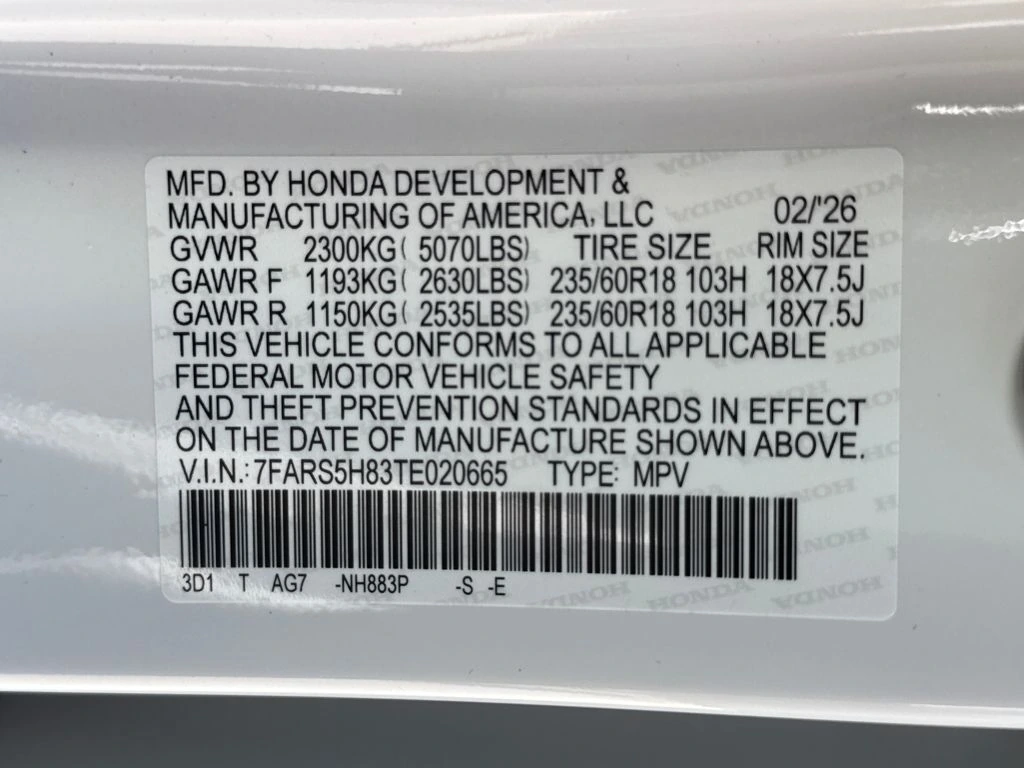 MFD. BY HONDA DEVELOPMENT &
MANUFACTURING OF AMERICA, LLC 02/'26
GVWR 2300KG( 5070LBS) TIRE SIZE RIM SIZE
GAWR F 1193KG( 2630LBS) 235/60R18 103H 18X7.5J
GAWR R 1150KG( 2535LBS) 235/60R18 103H 18X7.5J
THIS VEHICLE CONFORMS TO ALL APPLICABLE
FEDERAL MOTOR VEHICLE SAFETY
AND THEFT PREVENTION STANDARDS IN EFFECT
ON THE DATE OF MANUFACTURE SHOWN ABOVE.
V.I.N.: 7FARS5H83TE020665 TYPE: MPV
3D1 T AG7 -NH883P -S -E
HONDA HONDA HONDA